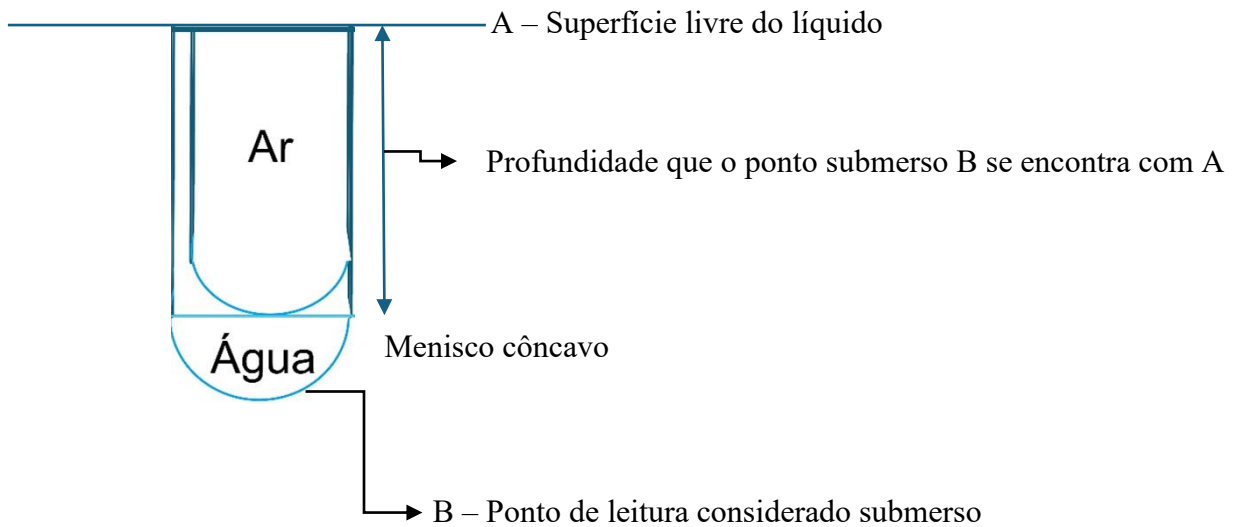 A – Superfície livre do líquido
Ar
Profundidade que o ponto submerso B se encontra com A
Menisco côncavo
Água
B – Ponto de leitura considerado submerso